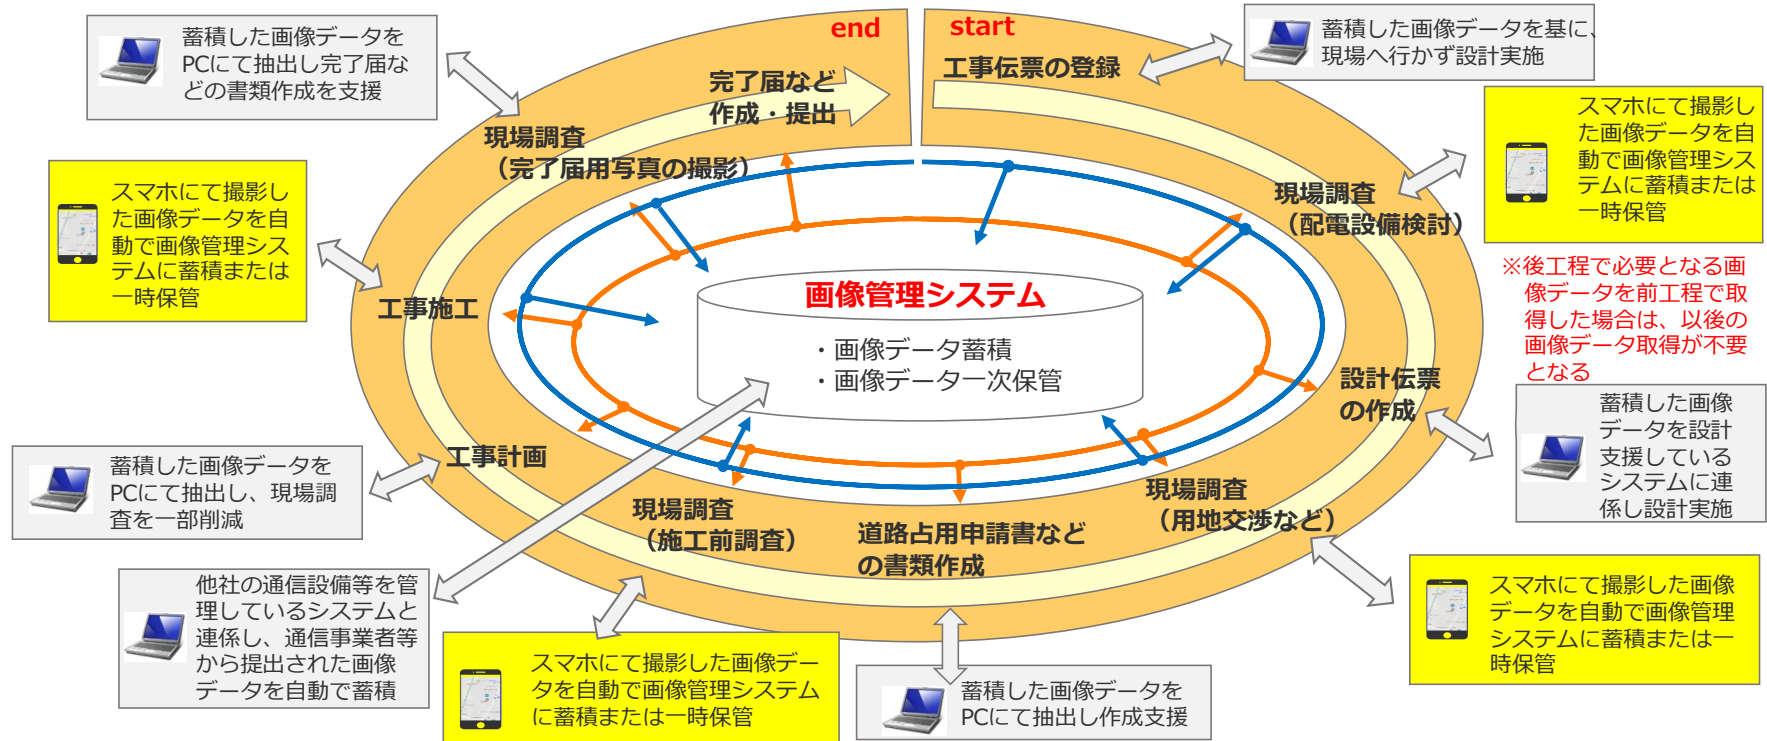 end
start
工事伝票の登録
蓄積した画像データを基に、
現場へ行かず設計実施
スマホにて撮影し
た画像データを自
動で画像管理シス
テムに蓄積または
一時保管
現場調査
（配電設備検討）
※後工程で必要となる画
像データを前工程で取
得した場合は、以後の
画像データ取得が不要
となる
設計伝票
の作成
蓄積した画像
データを設計
支援している
システムに連
係し設計実施
現場調査
（用地交渉など）
スマホにて撮影した画像
データを自動で画像管理
システムに蓄積または一
時保管
道路占用申請書など
の書類作成
蓄積した画像データを
PCにて抽出し作成支援
現場調査
（施工前調査）
スマホにて撮影した画像デー
タを自動で画像管理システム
に蓄積または一時保管
他社の通信設備等を管
理しているシステムと
連係し、通信事業者等
から提出された画像
データを自動で蓄積
工事計画
蓄積した画像データを
PCにて抽出し、現場調
査を一部削減
工事施工
スマホにて撮影し
た画像データを自
動で画像管理シス
テムに蓄積または
一時保管
現場調査
（完了届用写真の撮影）
蓄積した画像データを
PCにて抽出し完了届な
どの書類作成を支援
完了届など
作成・提出
画像管理システム
・画像データ蓄積
・画像データ一次保管